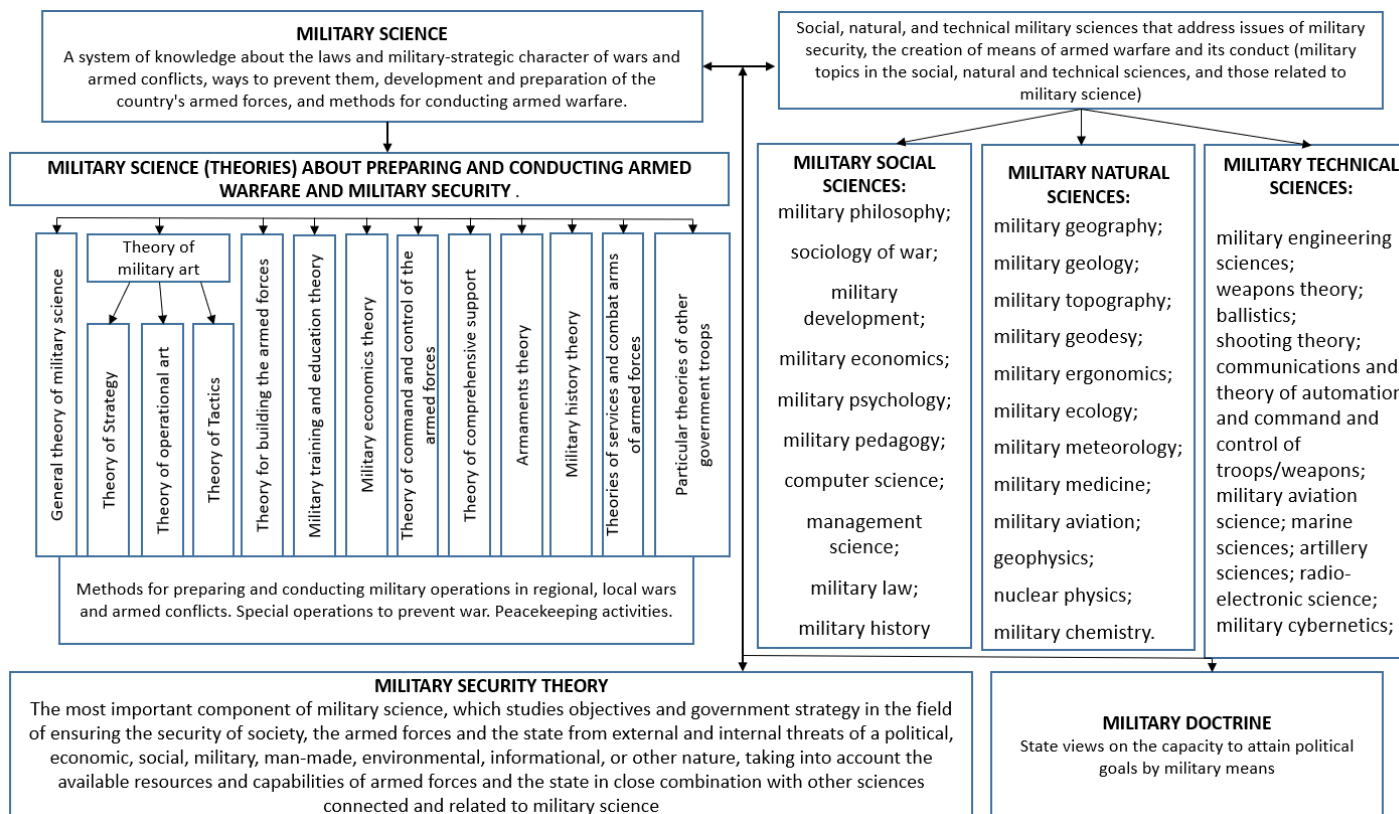 MILITARY SCIENCE
A system of knowledge about the laws and military-strategic character of wars and
armed conflicts, ways to prevent them, development and preparation of the
country's armed forces, and methods for conducting armed warfare.
Social, natural, and technical military sciences that address issues of military
security, the creation of means of armed warfare and its conduct (military
topics in the social, natural and technical sciences, and those related to
military science)
MILITARY SCIENCE (THEORIES) ABOUT PREPARING AND CONDUCTING ARMED
WARFARE AND MILITARY SECURITY .
General theory of military science
Theory of
military art
Theory of Strategy
Theory of operational art
Theory of Tactics
Theory for building the armed forces
Military training and education theory
Military economics theory
Theory of command and control of the
armed forces
Theory of comprehensive support
Armaments theory
Military history theory
Theories of services and combat arms
of armed forces
Particular theories of other
government troops
Methods for preparing and conducting military operations in regional, local wars
and armed conflicts. Special operations to prevent war. Peacekeeping activities.
MILITARY SOCIAL
SCIENCES:
military philosophy;
sociology of war;
military
development;
military economics;
military psychology;
military pedagogy;
computer science;
management
science;
military law;
military history
MILITARY NATURAL
SCIENCES:
military geography;
military geology;
military topography;
military geodesy;
military ergonomics;
military ecology;
military meteorology;
military medicine;
military aviation;
geophysics;
nuclear physics;
military chemistry.
MILITARY TECHNICAL
SCIENCES:
military engineering
sciences;
weapons theory;
ballistics;
shooting theory;
communications and
theory of automation
and command and
control of
troops/weapons;
military aviation
science; marine
sciences; artillery
sciences; radio-
electronic science;
military cybernetics;
MILITARY SECURITY THEORY
The most important component of military science, which studies objectives and government strategy in the field
of ensuring the security of society, the armed forces and the state from external and internal threats of a political,
economic, social, military, man-made, environmental, informational, or other nature, taking into account the
available resources and capabilities of armed forces and the state in close combination with other sciences
connected and related to military science
MILITARY DOCTRINE
State views on the capacity to attain political
goals by military means